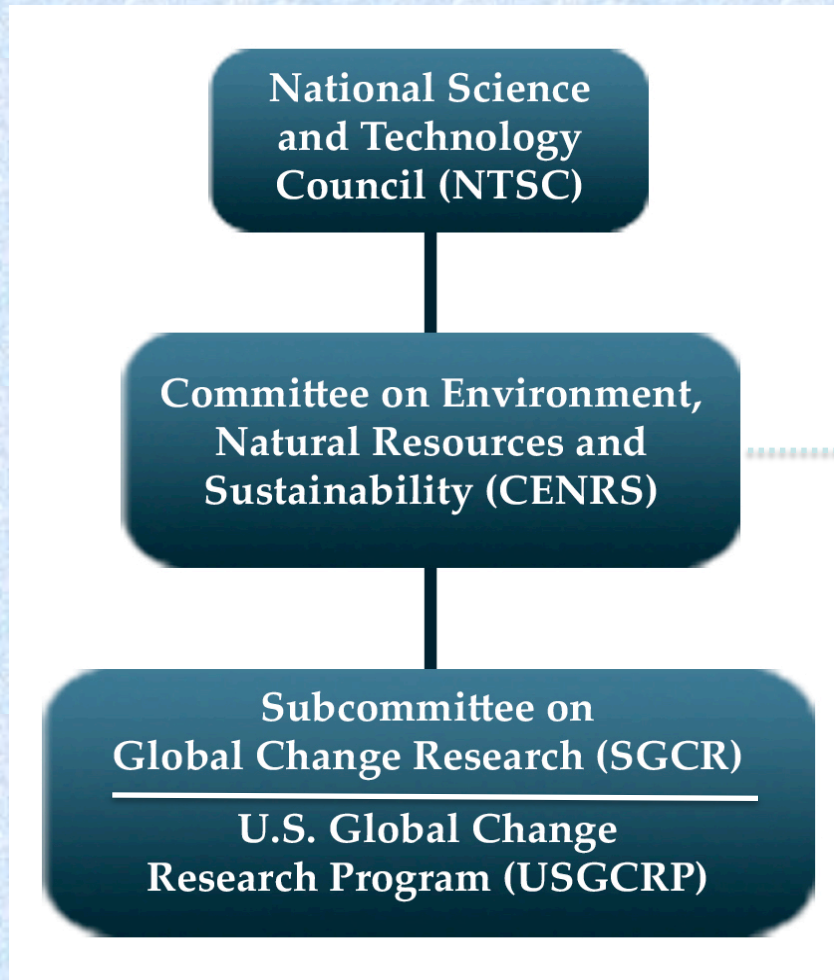 National Science
and Technology
Council (NTSC)
Committee on Environment,
Natural Resources and
Sustainability (CENRS)
Subcommittee on
Global Change Research (SGCR)
U.S. Global Change
Research Program (USGCRP)